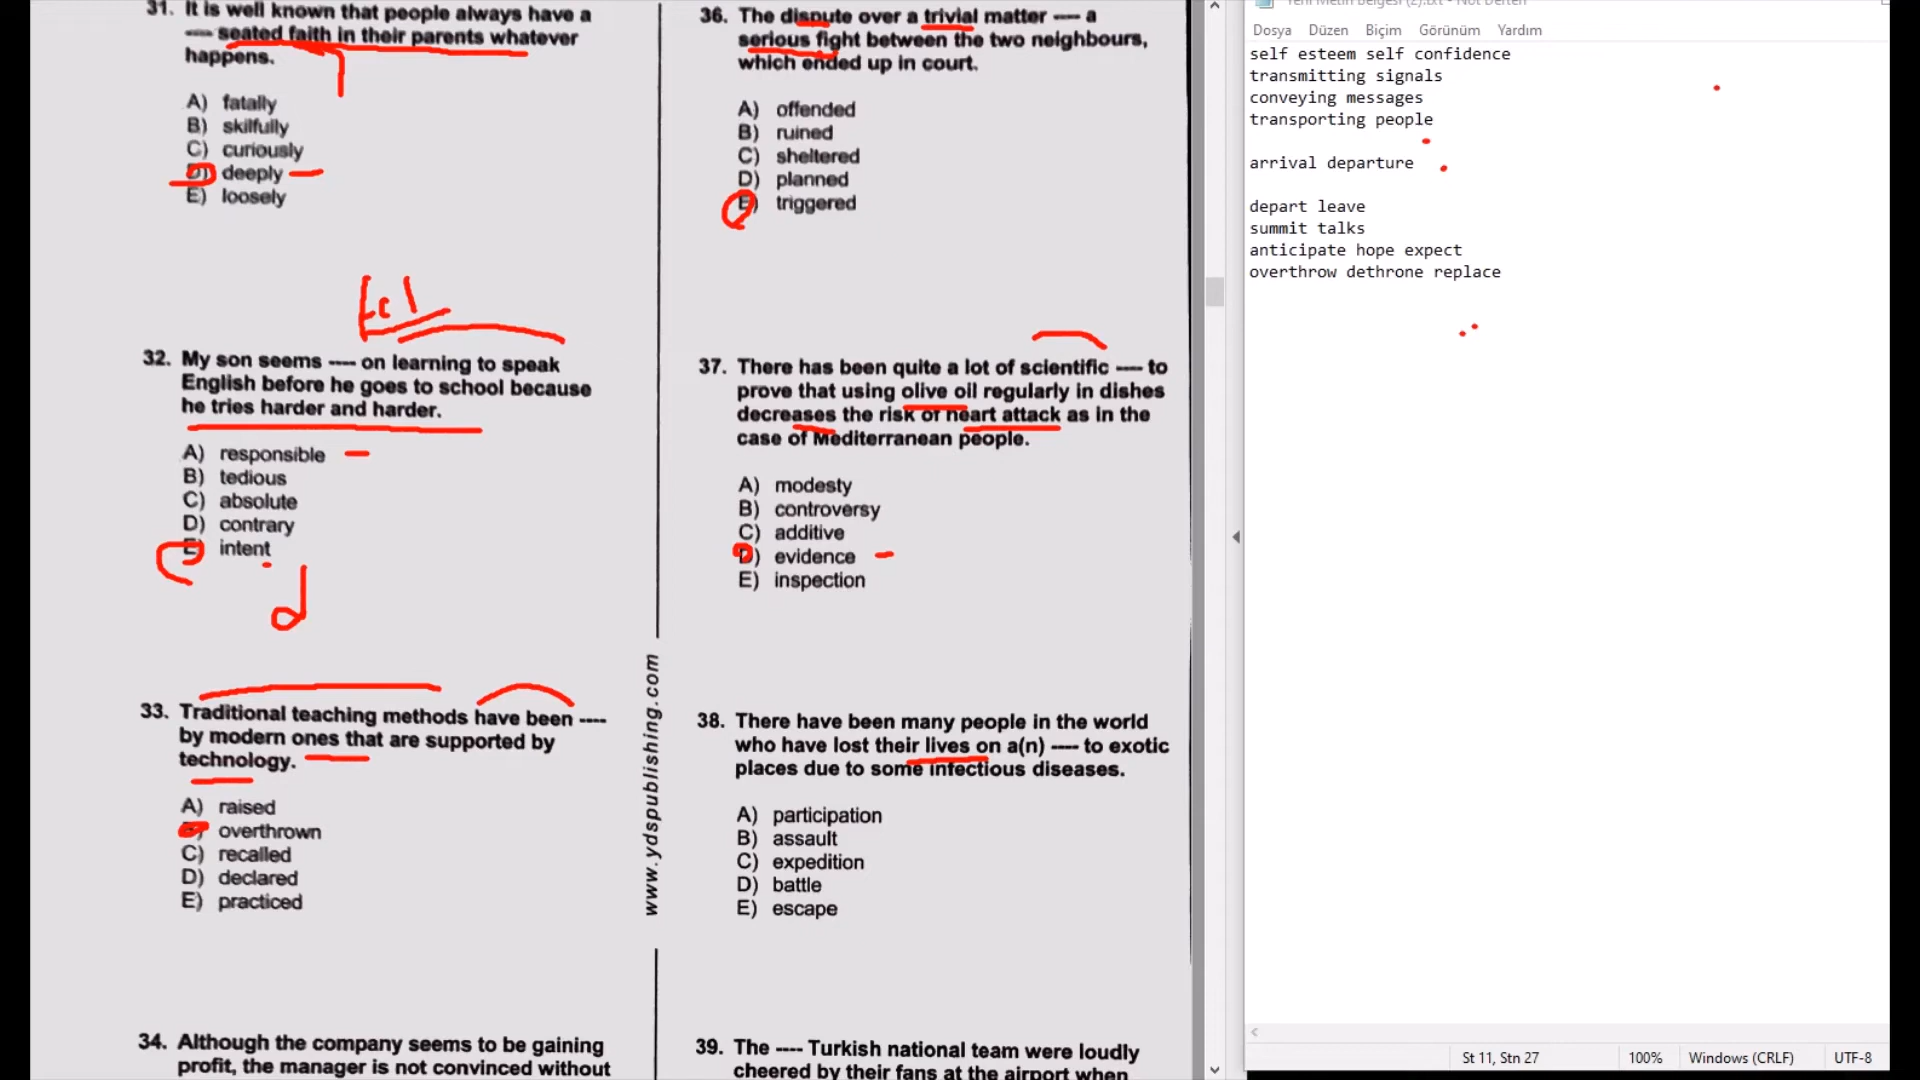 31. It is well known that people always have a
---- seated faith in their parents whatever
happens.
A) fatally
B) skilfully
C) curiously
D) deeply
E) loosely
32. My son seems ---- on learning to speak
English before he goes to school because
he tries harder and harder.
A) responsible
B) tedious
C) absolute
D) contrary
E) intent
d
33. Traditional teaching methods have been ----
by modern ones that are supported by
technology.
A) raised
B) overthrown
C) recalled
D) declared
E) practiced
34. Although the company seems to be gaining
profit, the manager is not convinced without
www.ydspublishing.com
36. The dispute over a trivial matter ---- a
serious fight between the two neighbours,
which ended up in court.
A) offended
B) ruined
C) sheltered
D) planned
E) triggered
37. There has been quite a lot of scientific ---- to
prove that using olive oil regularly in dishes
decreases the risk of heart attack as in the
case of Mediterranean people.
A) modesty
B) controversy
C) additive
D) evidence
E) inspection
38. There have been many people in the world
who have lost their lives on a(n) ---- to exotic
places due to some infectious diseases.
A) participation
B) assault
C) expedition
D) battle
E) escape
39. The ---- Turkish national team were loudly
cheered by their fans at the airport when
Dosya Düzen Biçim Görünüm Yardım
self esteem self confidence
transmitting signals
conveying messages
transporting people
arrival departure
depart leave
summit talks
anticipate hope expect
overthrow dethrone replace
St 11, Stn 27 100% Windows (CRLF) UTF-8